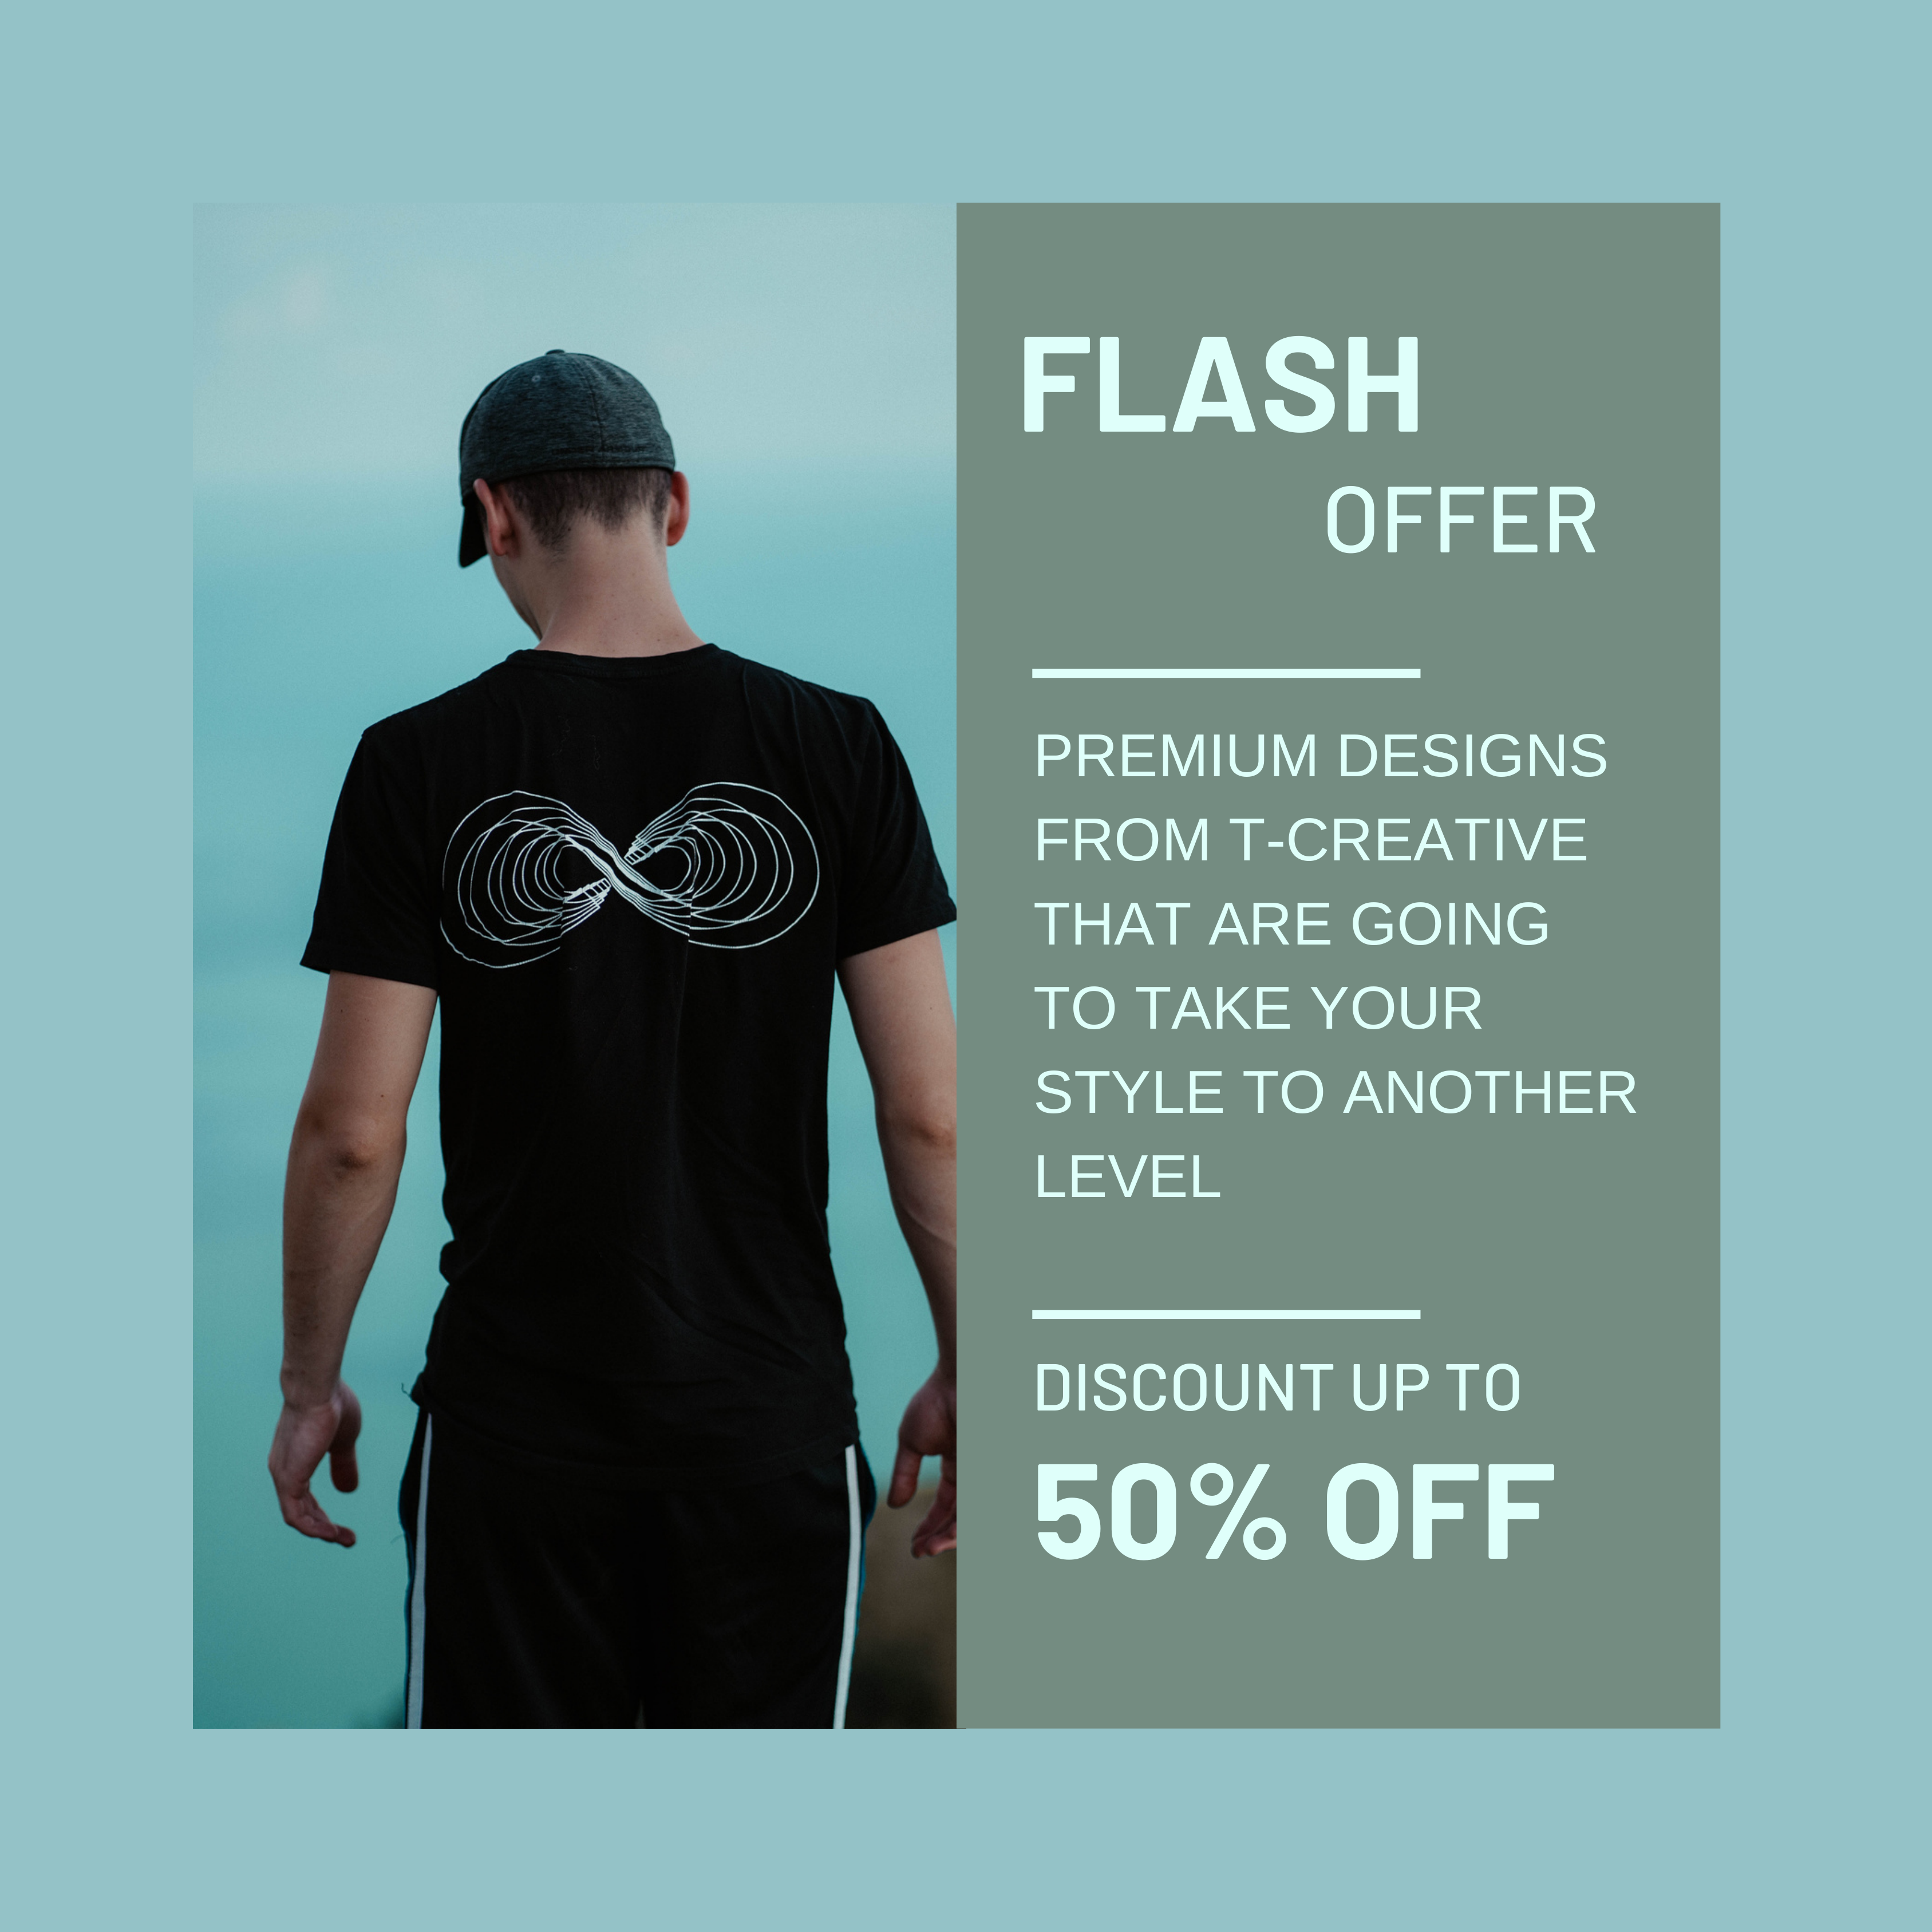 FLASH
OFFER
PREMIUM DESIGNS
FROM T-CREATIVE
THAT ARE GOING
TO TAKE YOUR
STYLE TO ANOTHER
LEVEL
DISCOUNT UP TO
50% OFF